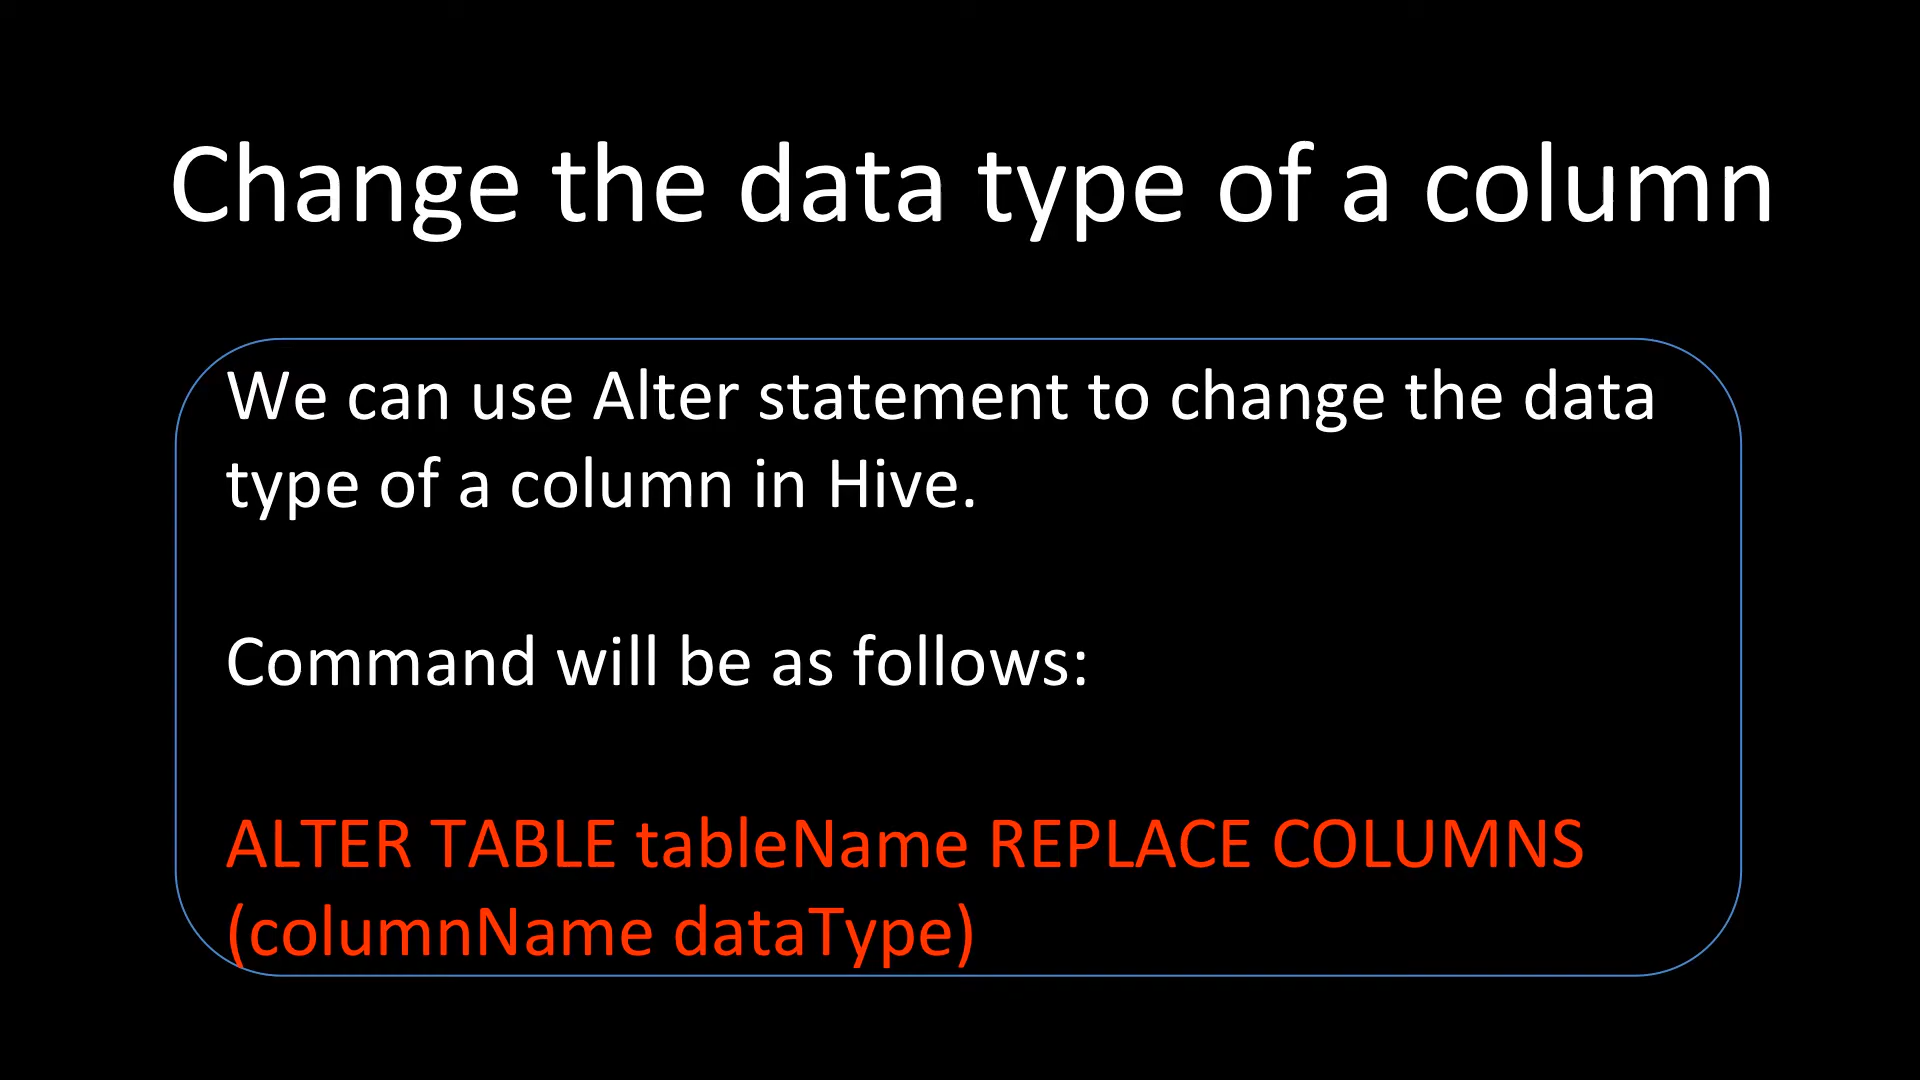 Change the data type of a column
We can use Alter statement to change the data
type of a column in Hive.
Command will be as follows:
ALTER TABLE tableName REPLACE COLUMNS
(columnName dataType)